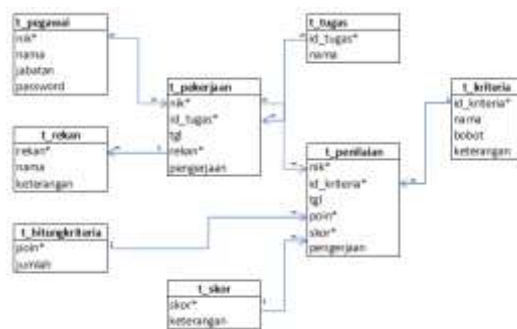 t_pegawai
nik*
nama
jabatan
password
t_tugas
id_tugas*
nama
t_pekerjaan
nik*
id_tugas*
tgl
rekan*
pengerjaan
t_kriteria
id_kriteria*
nama
bobot
keterangan
t_rekan
rekan*
nama
keterangan
t_penilaian
nik*
id_kriteria*
tgl
poin*
skor*
pengerjaan
t_hitungkriteria
poin*
jumlah
t_skor
skor*
keterangan